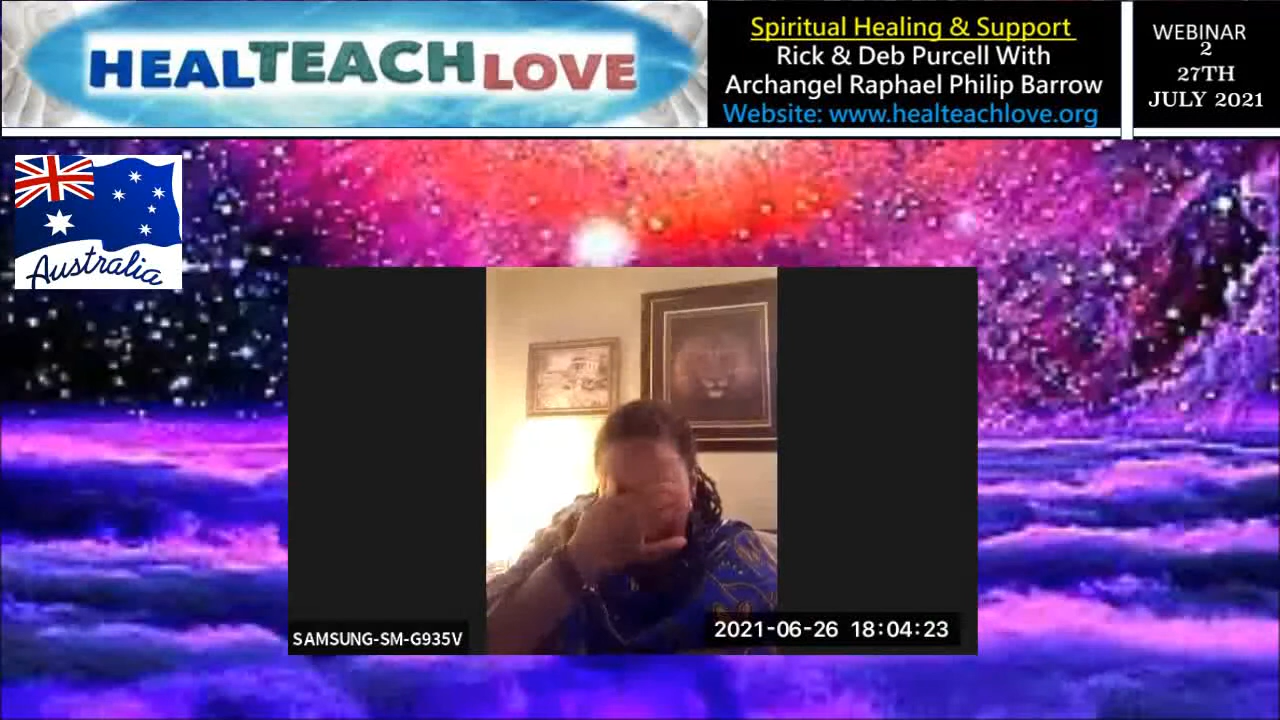 HEALTEACHLOVE
Spiritual Healing & Support
Rick & Deb Purcell With
Archangel Raphael Philip Barrow
Website: www.healteachlove.org
WEBINAR
2
27TH
JULY 2021
Australia
SAMSUNG-SM-G935V
2021-06-26 18:04:23